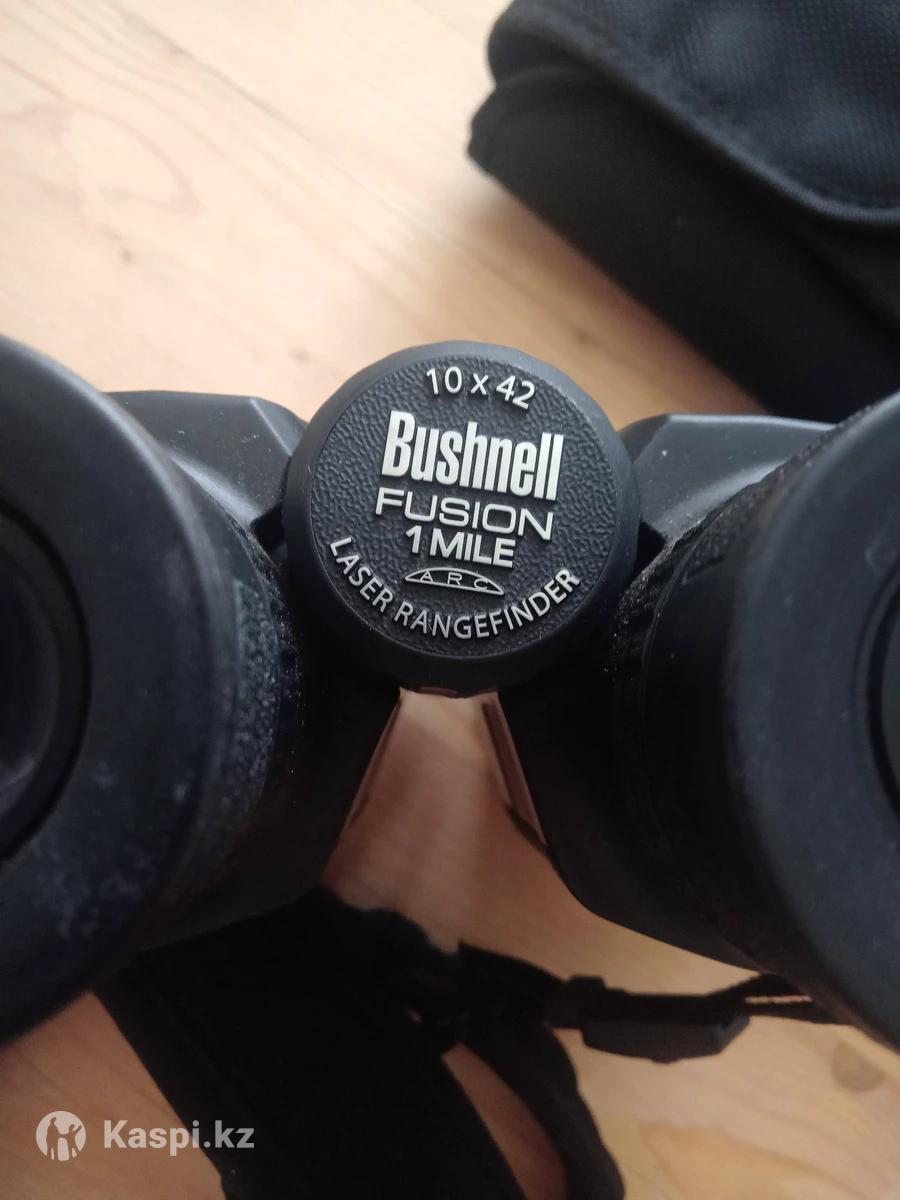 10 x 42
Bushnell
FUSION
1 MILE
ARC
LASER RANGEFINDER
Kaspi.kz